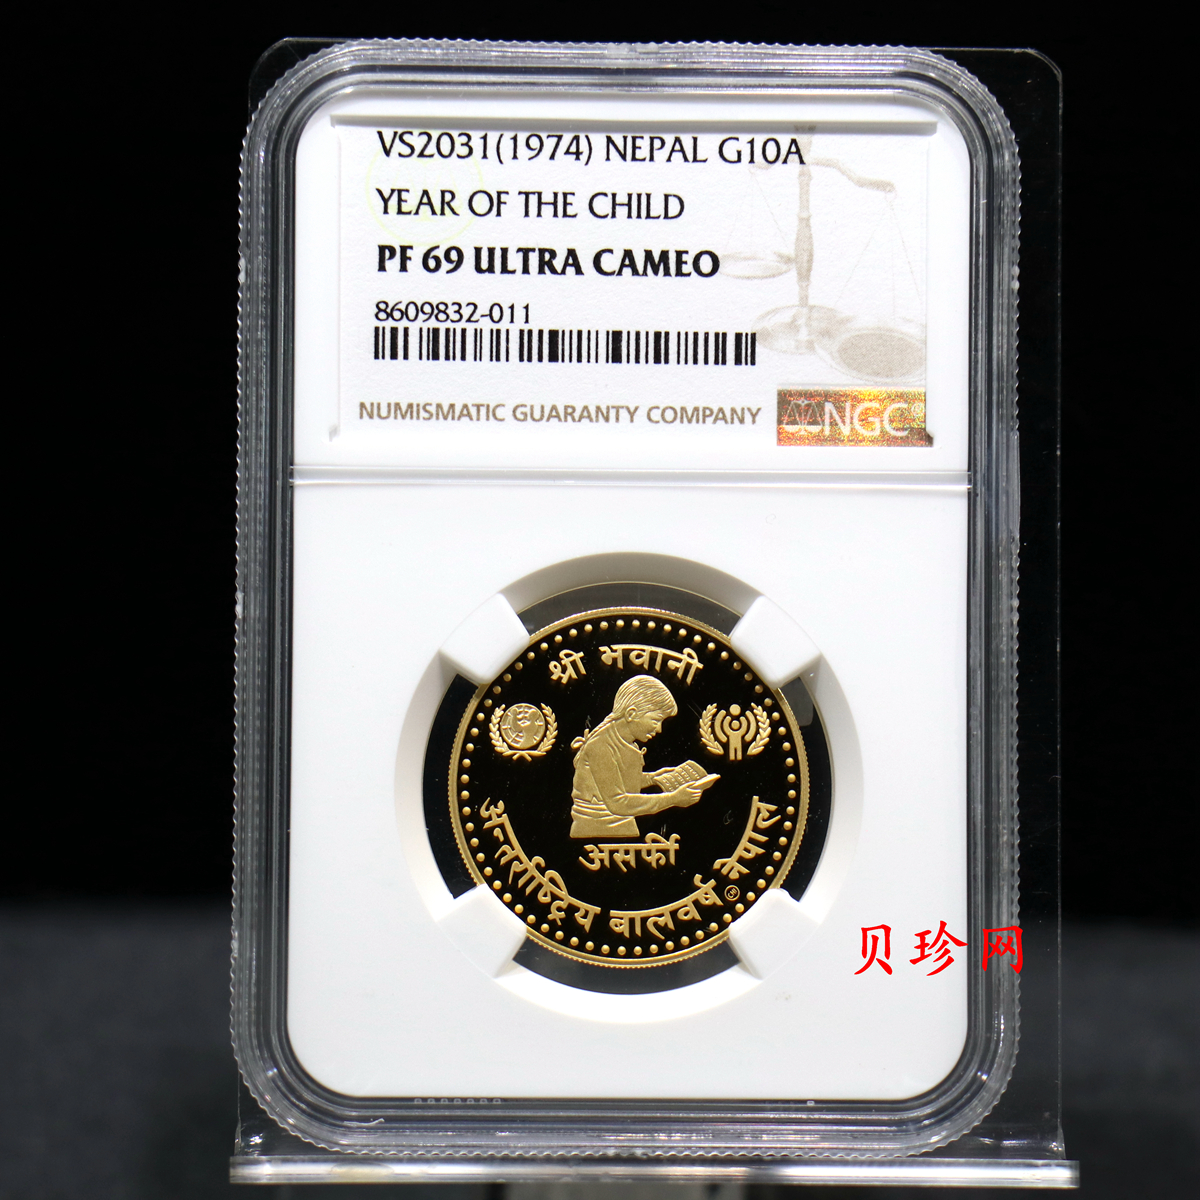 VS2031(1974) NEPAL G10A
YEAR OF THE CHILD
PF 69 ULTRA CAMEO
8609832-011
NUMISMATIC GUARANTY COMPANY
NGC®
श्री भवानी
असर्फी
अन्तर्राष्ट्रिय बालवर्ष नेपाल
贝珍网